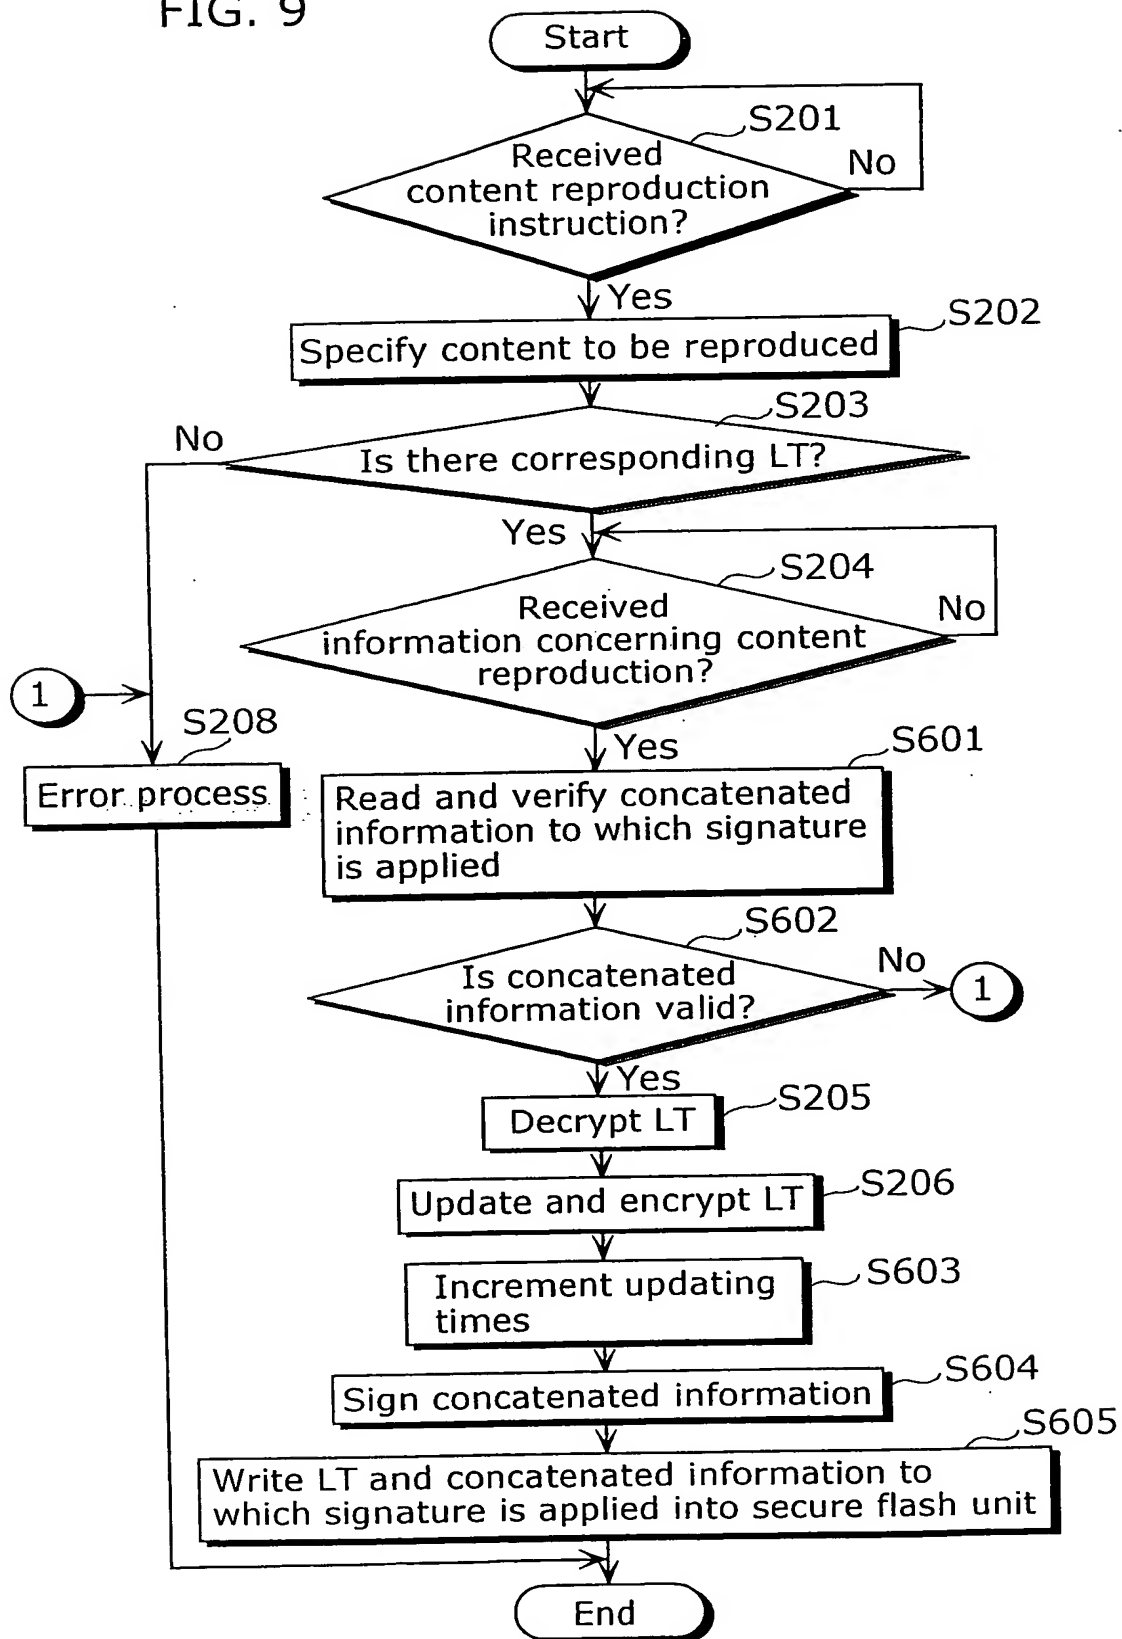 FIG. 9
Start
S201
Received
content reproduction
instruction?
No
Yes
S202
Specify content to be reproduced
S203
No
Is there corresponding LT?
Yes
S204
Received
information concerning content
reproduction?
No
1
S208
Error process
Yes
S601
Read and verify concatenated
information to which signature
is applied
S602
Is concatenated
information valid?
No
1
Yes
S205
Decrypt LT
S206
Update and encrypt LT
S603
Increment updating
times
S604
Sign concatenated information
S605
Write LT and concatenated information to
which signature is applied into secure flash unit
End